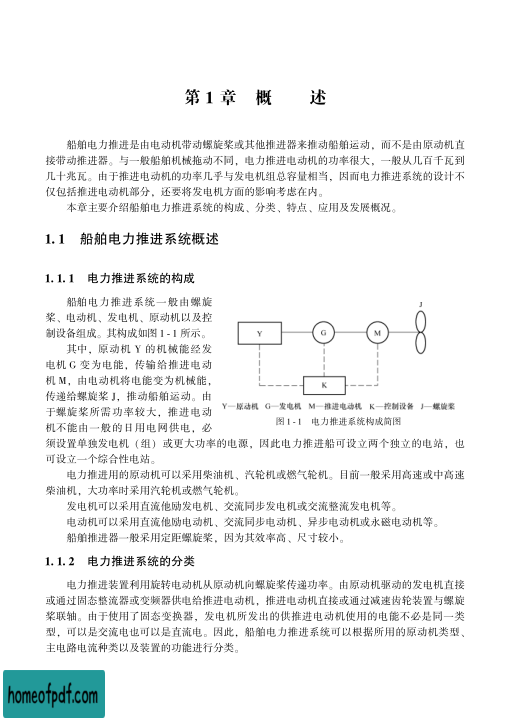 第 1 章　概　　述
船舶电力推进是由电动机带动螺旋桨或其他推进器来推动船舶运动，而不是由原动机直
接带动推进器。与一般船舶机械拖动不同，电力推进电动机的功率很大，一般从几百千瓦到
几十兆瓦。由于推进电动机的功率几乎与发电机组总容量相当，因而电力推进系统的设计不
仅包括推进电动机部分，还要将发电机方面的影响考虑在内。
本章主要介绍船舶电力推进系统的构成、分类、特点、应用及发展概况。
1. 1　船舶电力推进系统概述
1. 1. 1　电力推进系统的构成
船舶电力推进系统一般由螺旋
桨、电动机、发电机、原动机以及控
制设备组成。其构成如图 1 - 1 所示。
其中，原动机 Y 的机械能经发
电机 G 变为电能，传输给推进电动
机 M，由电动机将电能变为机械能，
传递给螺旋桨 J，推动船舶运动。由
于螺旋桨所需功率较大，推进电动
机不能由一般的日用电网供电，必
J
Y
G
M
K
Y—原动机　G—发电机　M—推进电动机　K—控制设备　J—螺旋桨
图 1 - 1　电力推进系统构成简图
须设置单独发电机（组）或更大功率的电源，因此电力推进船可设立两个独立的电站，也
可设立一个综合性电站。
电力推进用的原动机可以采用柴油机、汽轮机或燃气轮机。目前一般采用高速或中高速
柴油机，大功率时采用汽轮机或燃气轮机。
发电机可以采用直流他励发电机、交流同步发电机或交流整流发电机等。
电动机可以采用直流他励电动机、交流同步电动机、异步电动机或永磁电动机等。
船舶推进器一般采用定距螺旋桨，因为其效率高、尺寸较小。
1. 1. 2　电力推进系统的分类
电力推进装置利用旋转电动机从原动机向螺旋桨传递功率。由原动机驱动的发电机直接
或通过固态整流器或变频器供电给推进电动机，推进电动机直接或通过减速齿轮装置与螺旋
桨联轴。由于使用了固态变换器，发电机所发出的供推进电动机使用的电能不必是同一类
型，可以是交流电也可以是直流电。因此，船舶电力推进系统可以根据所用的原动机类型、
主电路电流种类以及装置的功能进行分类。
homeofpdf.com